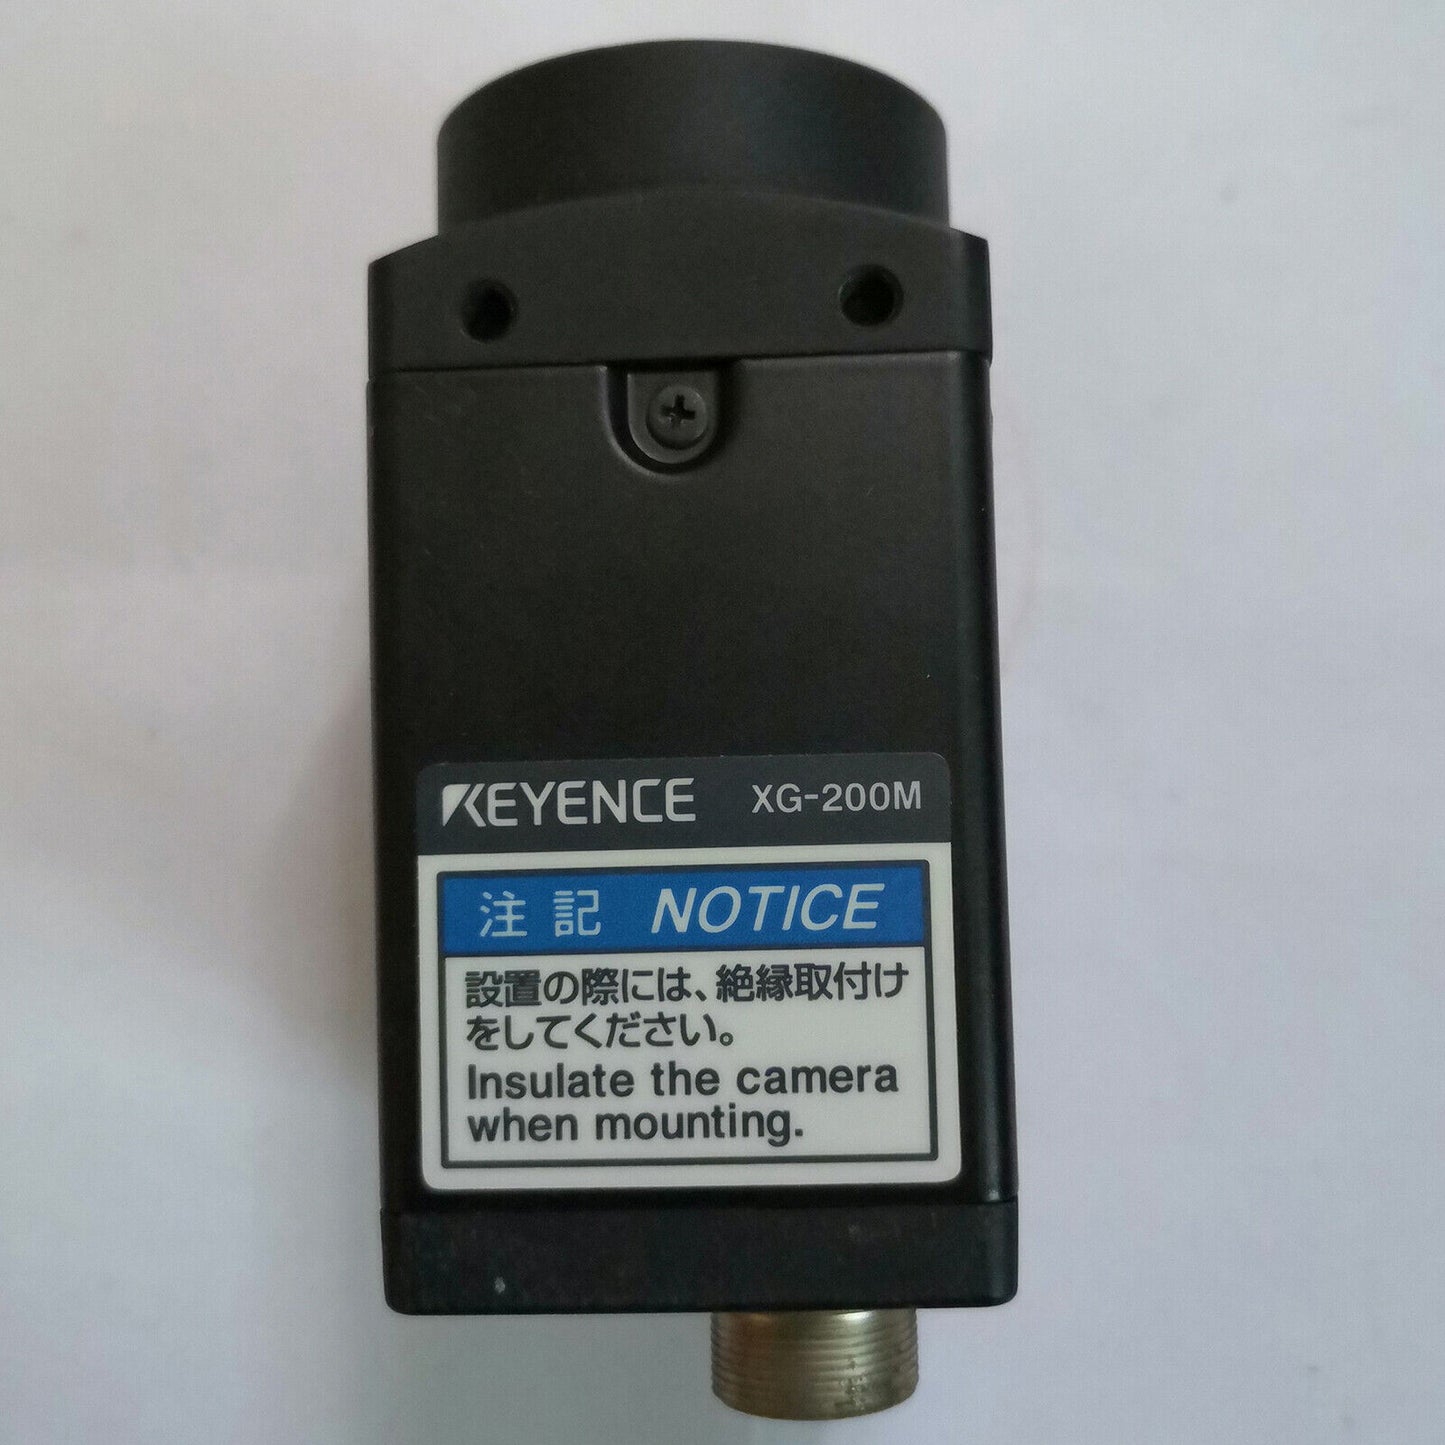 KEYENCE XG-200M
注記 NOTICE
設置の際には、絶縁取付け
をしてください。
Insulate the camera
when mounting.